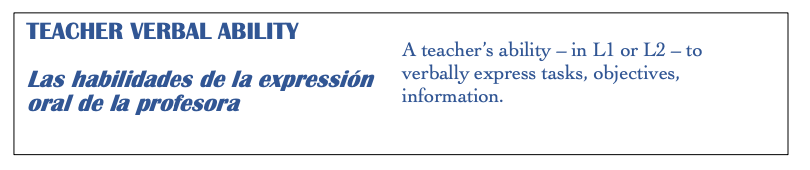 TEACHER VERBAL ABILITY
Las habilidades de la expressión
oral de la profesora
A teacher's ability – in L1 or L2 – to
verbally express tasks, objectives,
information.